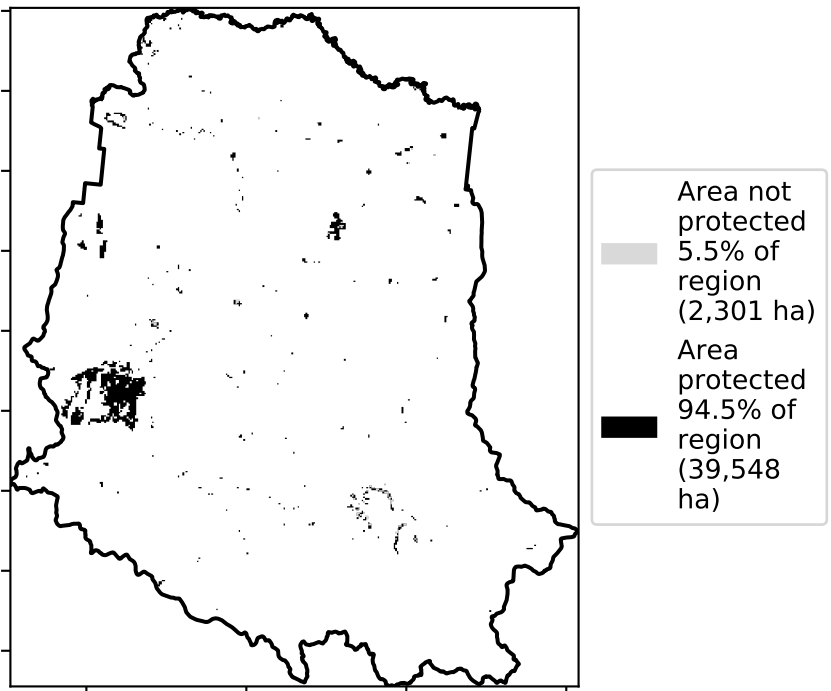 Area not
protected
5.5% of
region
(2,301 ha)
Area
protected
94.5% of
region
(39,548
ha)